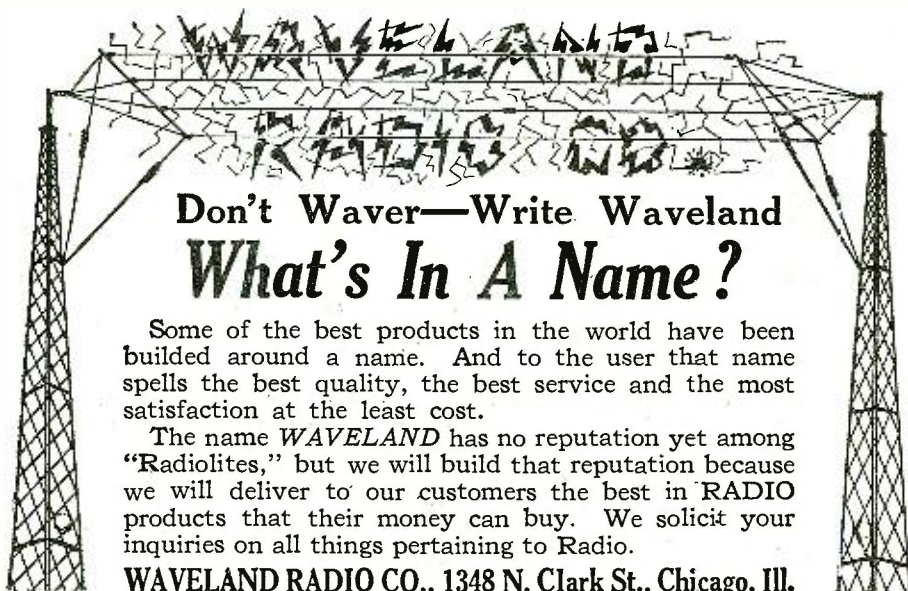 WAVELAND
RADIO CO.
Don't Waver—Write Waveland
What's In A Name?
Some of the best products in the world have been
builded around a name. And to the user that name
spells the best quality, the best service and the most
satisfaction at the least cost.
The name WAVELAND has no reputation yet among
“Radiolites,” but we will build that reputation because
we will deliver to our customers the best in RADIO
products that their money can buy. We solicit your
inquiries on all things pertaining to Radio.
WAVELAND RADIO CO., 1348 N. Clark St., Chicago, Ill.